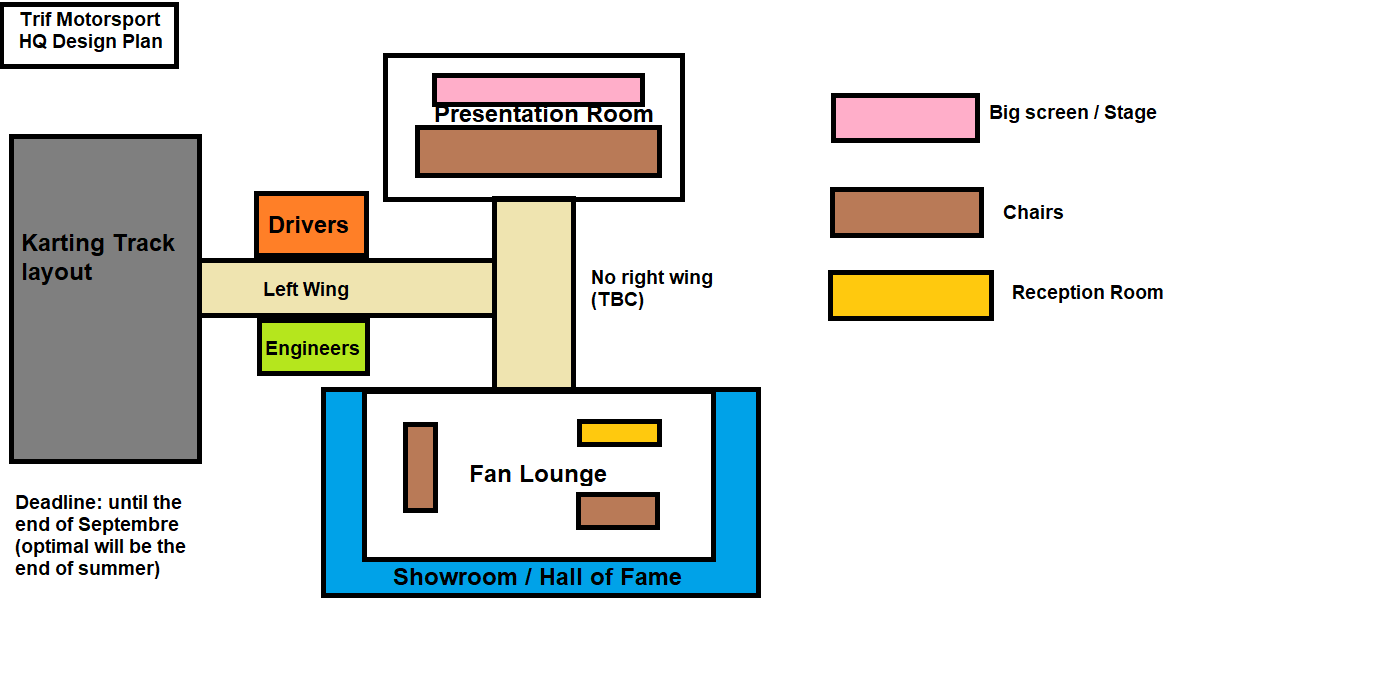 Trif Motorsport
HQ Design Plan
Presentation Room
Big screen / Stage
Chairs
Reception Room
Karting Track
layout
Drivers
Left Wing
Engineers
No right wing
(TBC)
Fan Lounge
Showroom / Hall of Fame
Deadline: until the
end of Septembre
(optimal will be the
end of summer)